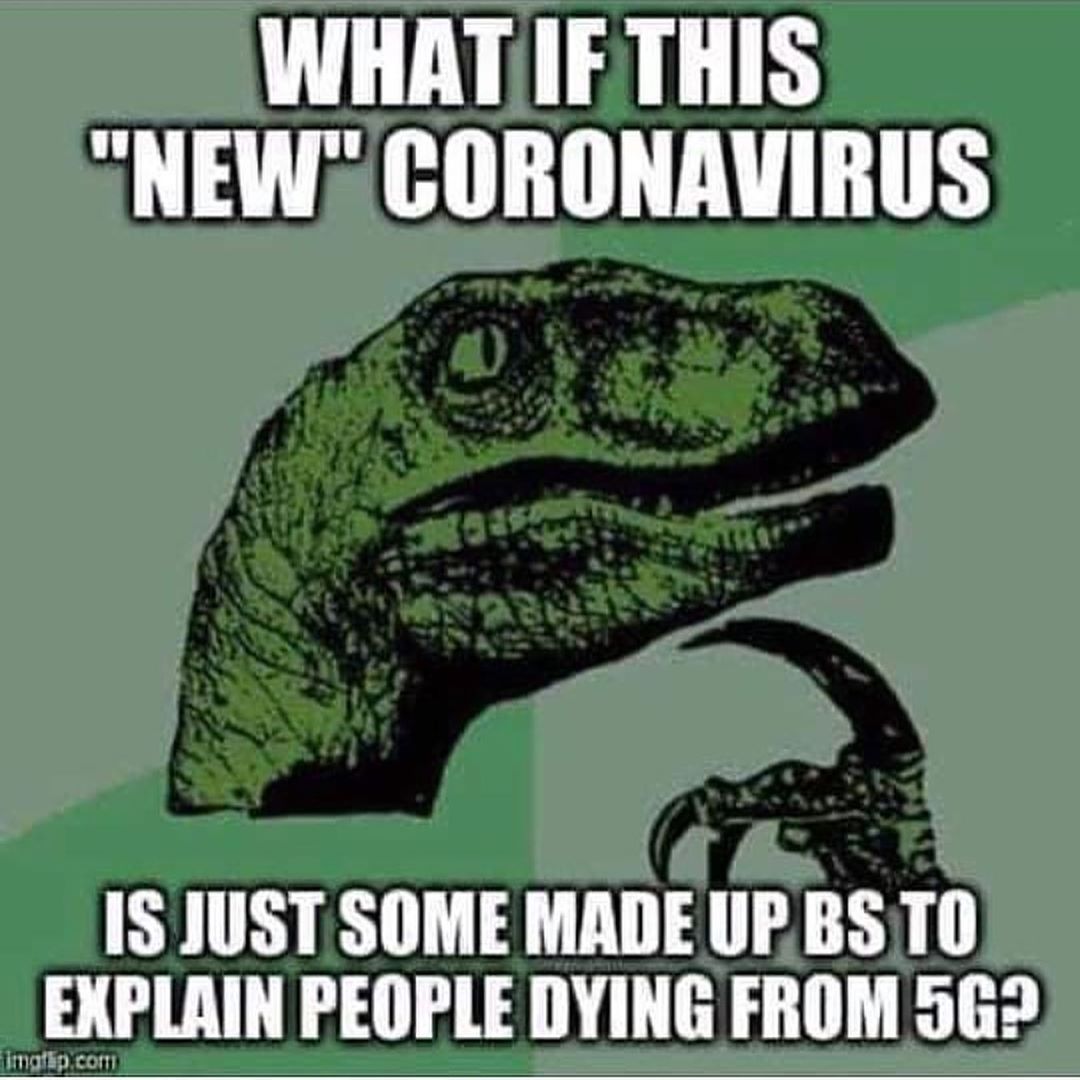 WHAT IF THIS
"NEW" CORONAVIRUS
IS JUST SOME MADE UP BS TO
EXPLAIN PEOPLE DYING FROM 5G?
imgflip.com